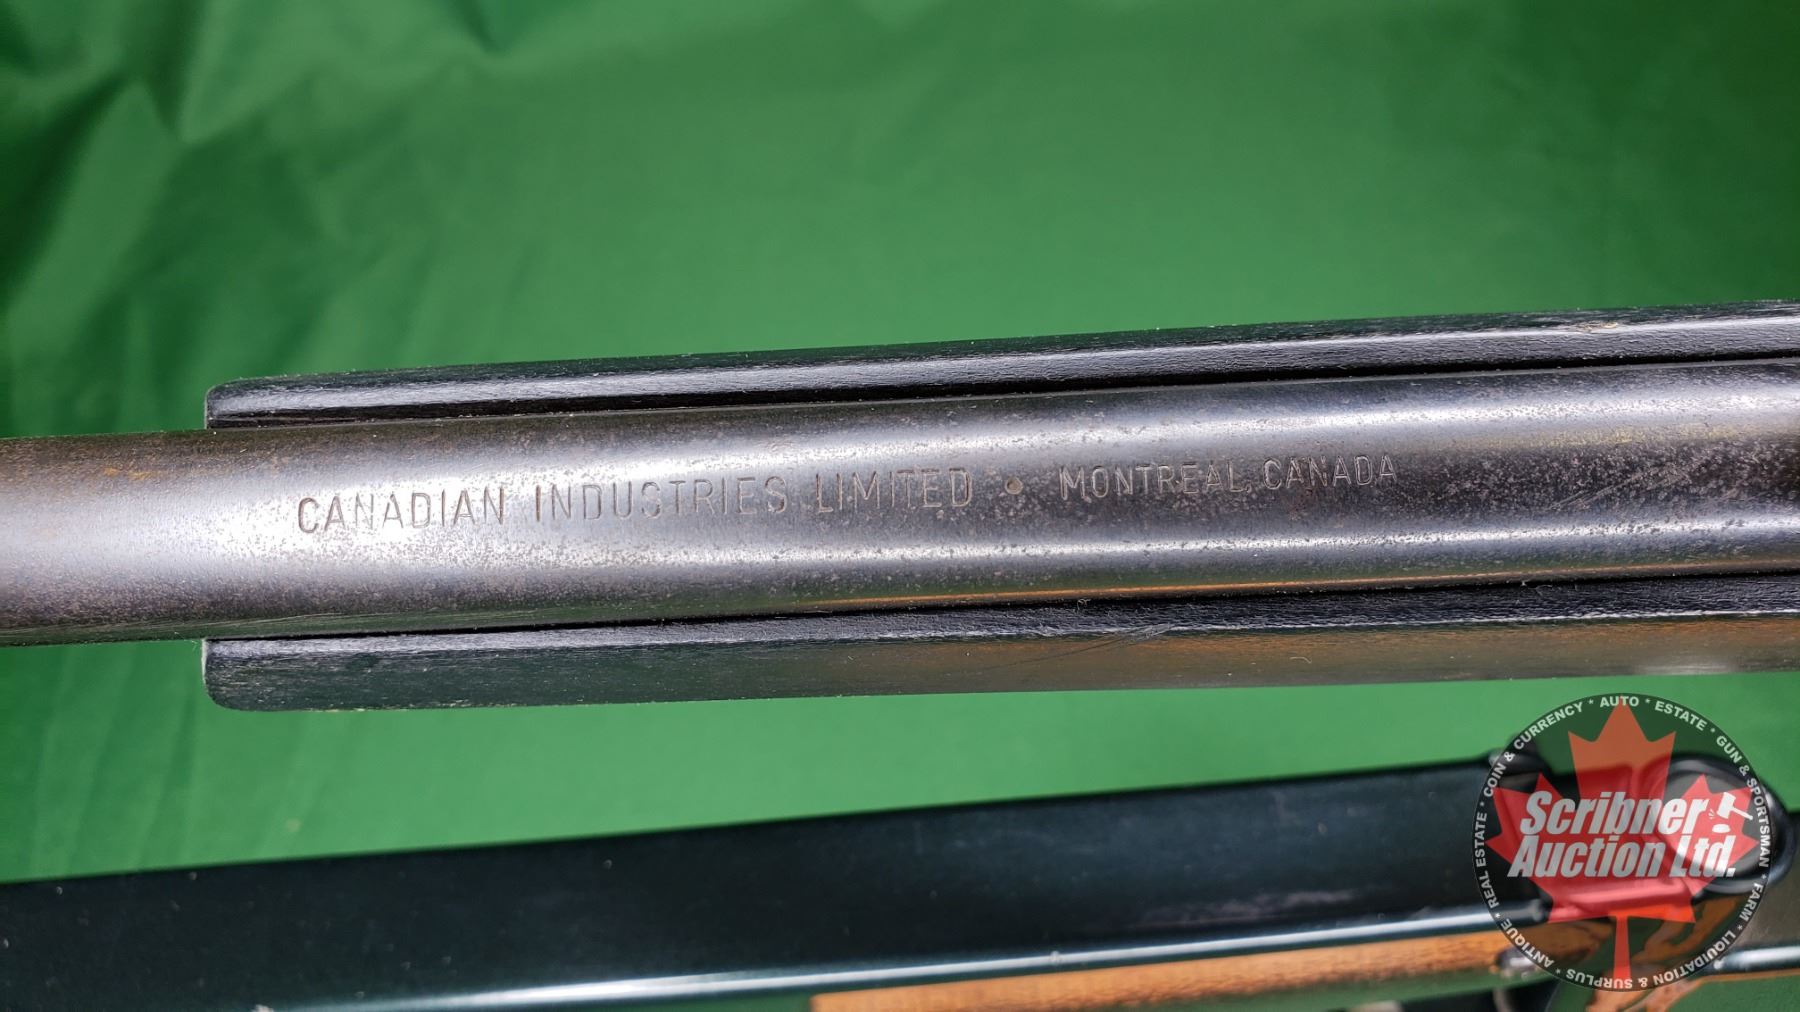 CANADIAN INDUSTRIES LIMITED • MONTREAL, CANADA
Scribner
Auction Ltd.
* COIN & CURRENCY * AUTO * ESTATE * GUN & SPORTSMAN * FARM * LIQUIDATION & SURPLUS * ANTIQUE * REAL ESTATE